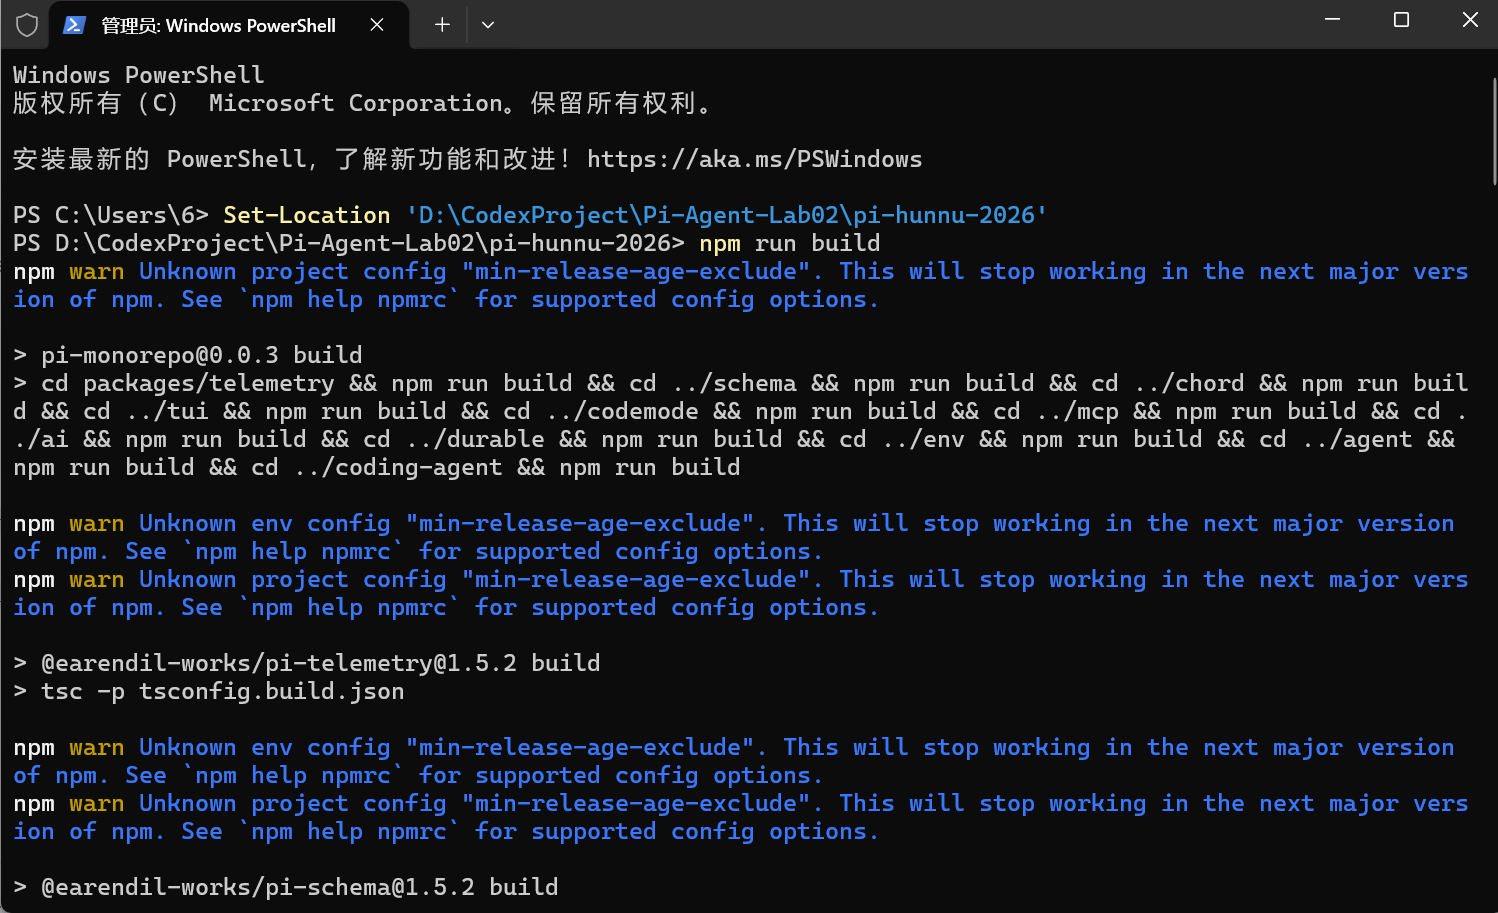 管理员: Windows PowerShell
Windows PowerShell
版权所有 (C) Microsoft Corporation。保留所有权利。
安装最新的 PowerShell,了解新功能和改进!https://aka.ms/PSWindows
PS C:\Users\6> Set-Location 'D:\CodexProject\Pi-Agent-Lab02\pi-hunnu-2026'
PS D:\CodexProject\Pi-Agent-Lab02\pi-hunnu-2026> npm run build
npm warn Unknown project config "min-release-age-exclude". This will stop working in the next major vers
ion of npm. See `npm help npmrc` for supported config options.
> pi-monorepo@0.0.3 build
> cd packages/telemetry && npm run build && cd ../schema && npm run build && cd ../chord && npm run buil
d && cd ../tui && npm run build && cd ../codemode && npm run build && cd ../mcp && npm run build && cd .
./ai && npm run build && cd ../durable && npm run build && cd ../env && npm run build && cd ../agent &&
npm run build && cd ../coding-agent && npm run build
npm warn Unknown env config "min-release-age-exclude". This will stop working in the next major version
of npm. See `npm help npmrc` for supported config options.
npm warn Unknown project config "min-release-age-exclude". This will stop working in the next major vers
ion of npm. See `npm help npmrc` for supported config options.
> @earendil-works/pi-telemetry@1.5.2 build
> tsc -p tsconfig.build.json
npm warn Unknown env config "min-release-age-exclude". This will stop working in the next major version
of npm. See `npm help npmrc` for supported config options.
npm warn Unknown project config "min-release-age-exclude". This will stop working in the next major vers
ion of npm. See `npm help npmrc` for supported config options.
> @earendil-works/pi-schema@1.5.2 build